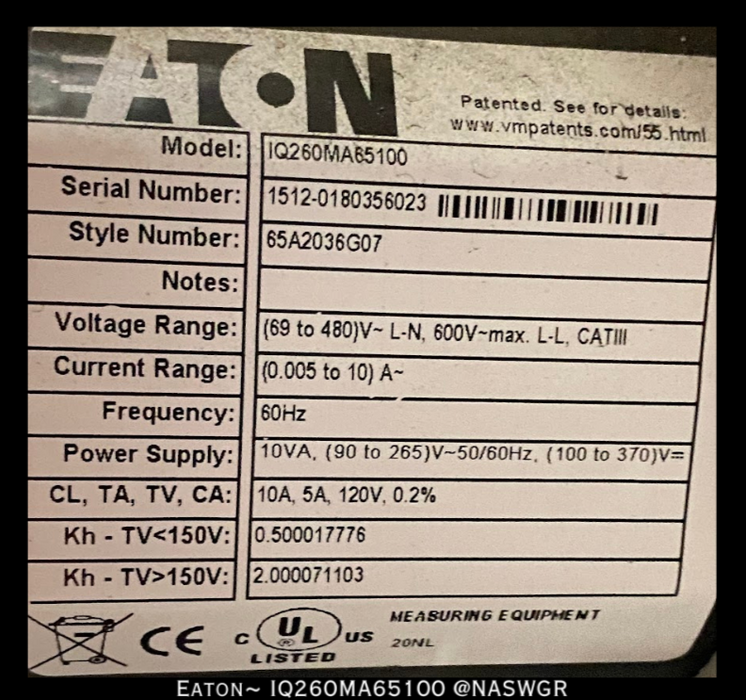 EATON
Patented. See for details:
www.vmpatents.com/55.html
Model: IQ260MA65100
Serial Number: 1512-0180356023
Style Number: 65A2036G07
Notes:
Voltage Range: (69 to 480)V~ L-N, 600V~max. L-L, CATIII
Current Range: (0.005 to 10) A~
Frequency: 60Hz
Power Supply: 10VA, (90 to 265)V~50/60Hz, (100 to 370)V⎓
CL, TA, TV, CA: 10A, 5A, 120V, 0.2%
Kh - TV<150V: 0.500017776
Kh - TV>150V: 2.000071103
CE C UL ® US MEASURING EQUIPMENT
LISTED 20NL
EATON~ IQ260MA65100 @NASWGR